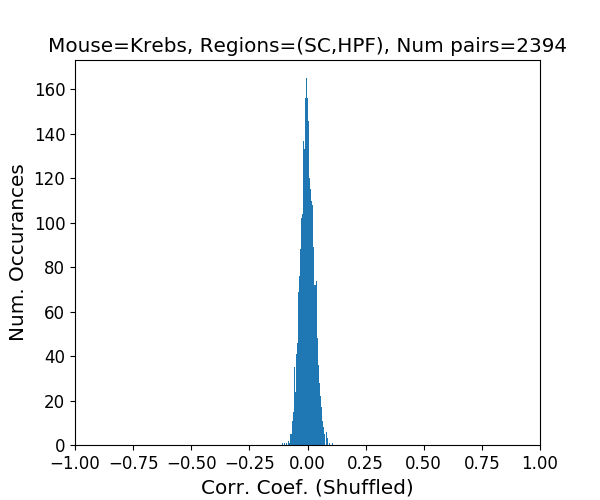 Mouse=Krebs, Regions=(SC,HPF), Num pairs=2394
Num. Occurances
160
140
120
100
80
60
40
20
0
−1.00 −0.75 −0.50 −0.25 0.00 0.25 0.50 0.75 1.00
Corr. Coef. (Shuffled)